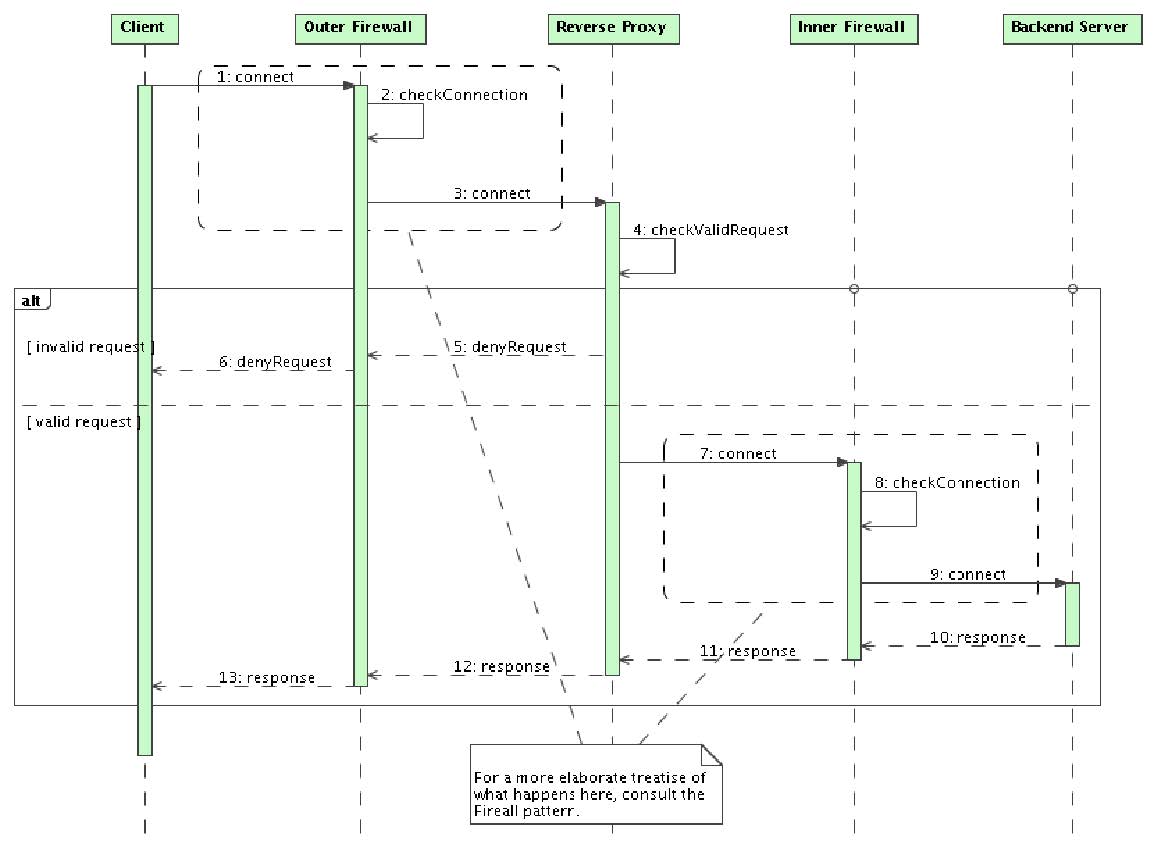 Client
Outer Firewall
Reverse Proxy
Inner Firewall
Backend Server
1: connect
2: checkConnection
3: connect
4: checkValidRequest
alt
[ invalid request ]
5: denyRequest
6: denyRequest
[ valid request ]
7: connect
8: checkConnection
9: connect
10: response
11: response
12: response
13: response
For a more elaborate treatise of
what happens here, consult the
Fireall pattern.